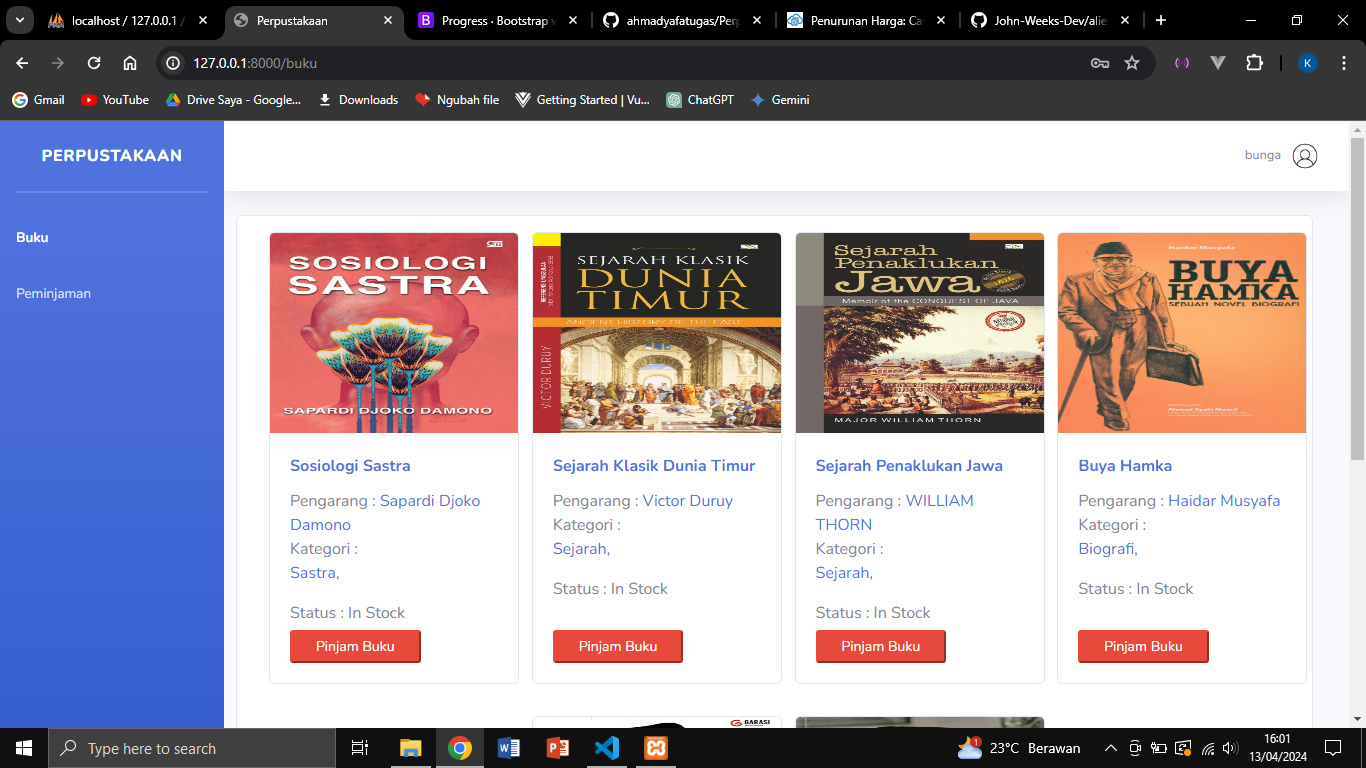 localhost / 127.0.0.1 /
Perpustakaan
Progress · Bootstrap v
ahmadyafatugas/Perp
Penurunan Harga: Car
John-Weeks-Dev/alie
127.0.0.1:8000/buku
K
Gmail
YouTube
Drive Saya - Google...
Downloads
Ngubah file
Getting Started | Vu...
ChatGPT
Gemini
PERPUSTAKAAN
bunga
Buku
Peminjaman
SOSIOLOGI
SASTRA
SAPARDI DJOKO DAMONO
SEJARAH KLASIK
DUNIA
TIMUR
ANCIENT HISTORY OF THE EAST
VICTOR DURUY
Sejarah
Penaklukan
Jawa
Memoir of the CONQUEST OF JAVA
MAJOR WILLIAM THORN
Haidar Musyafa
BUYA
HAMKA
SEBUAH NOVEL BIOGRAFI
Sosiologi Sastra
Pengarang : Sapardi Djoko
Damono
Kategori :
Sastra,
Status : In Stock
Pinjam Buku
Sejarah Klasik Dunia Timur
Pengarang : Victor Duruy
Kategori :
Sejarah,
Status : In Stock
Pinjam Buku
Sejarah Penaklukan Jawa
Pengarang : WILLIAM
THORN
Kategori :
Sejarah,
Status : In Stock
Pinjam Buku
Buya Hamka
Pengarang : Haidar Musyafa
Kategori :
Biografi,
Status : In Stock
Pinjam Buku
GARASI
Type here to search
1
23°C Berawan
16:01
13/04/2024